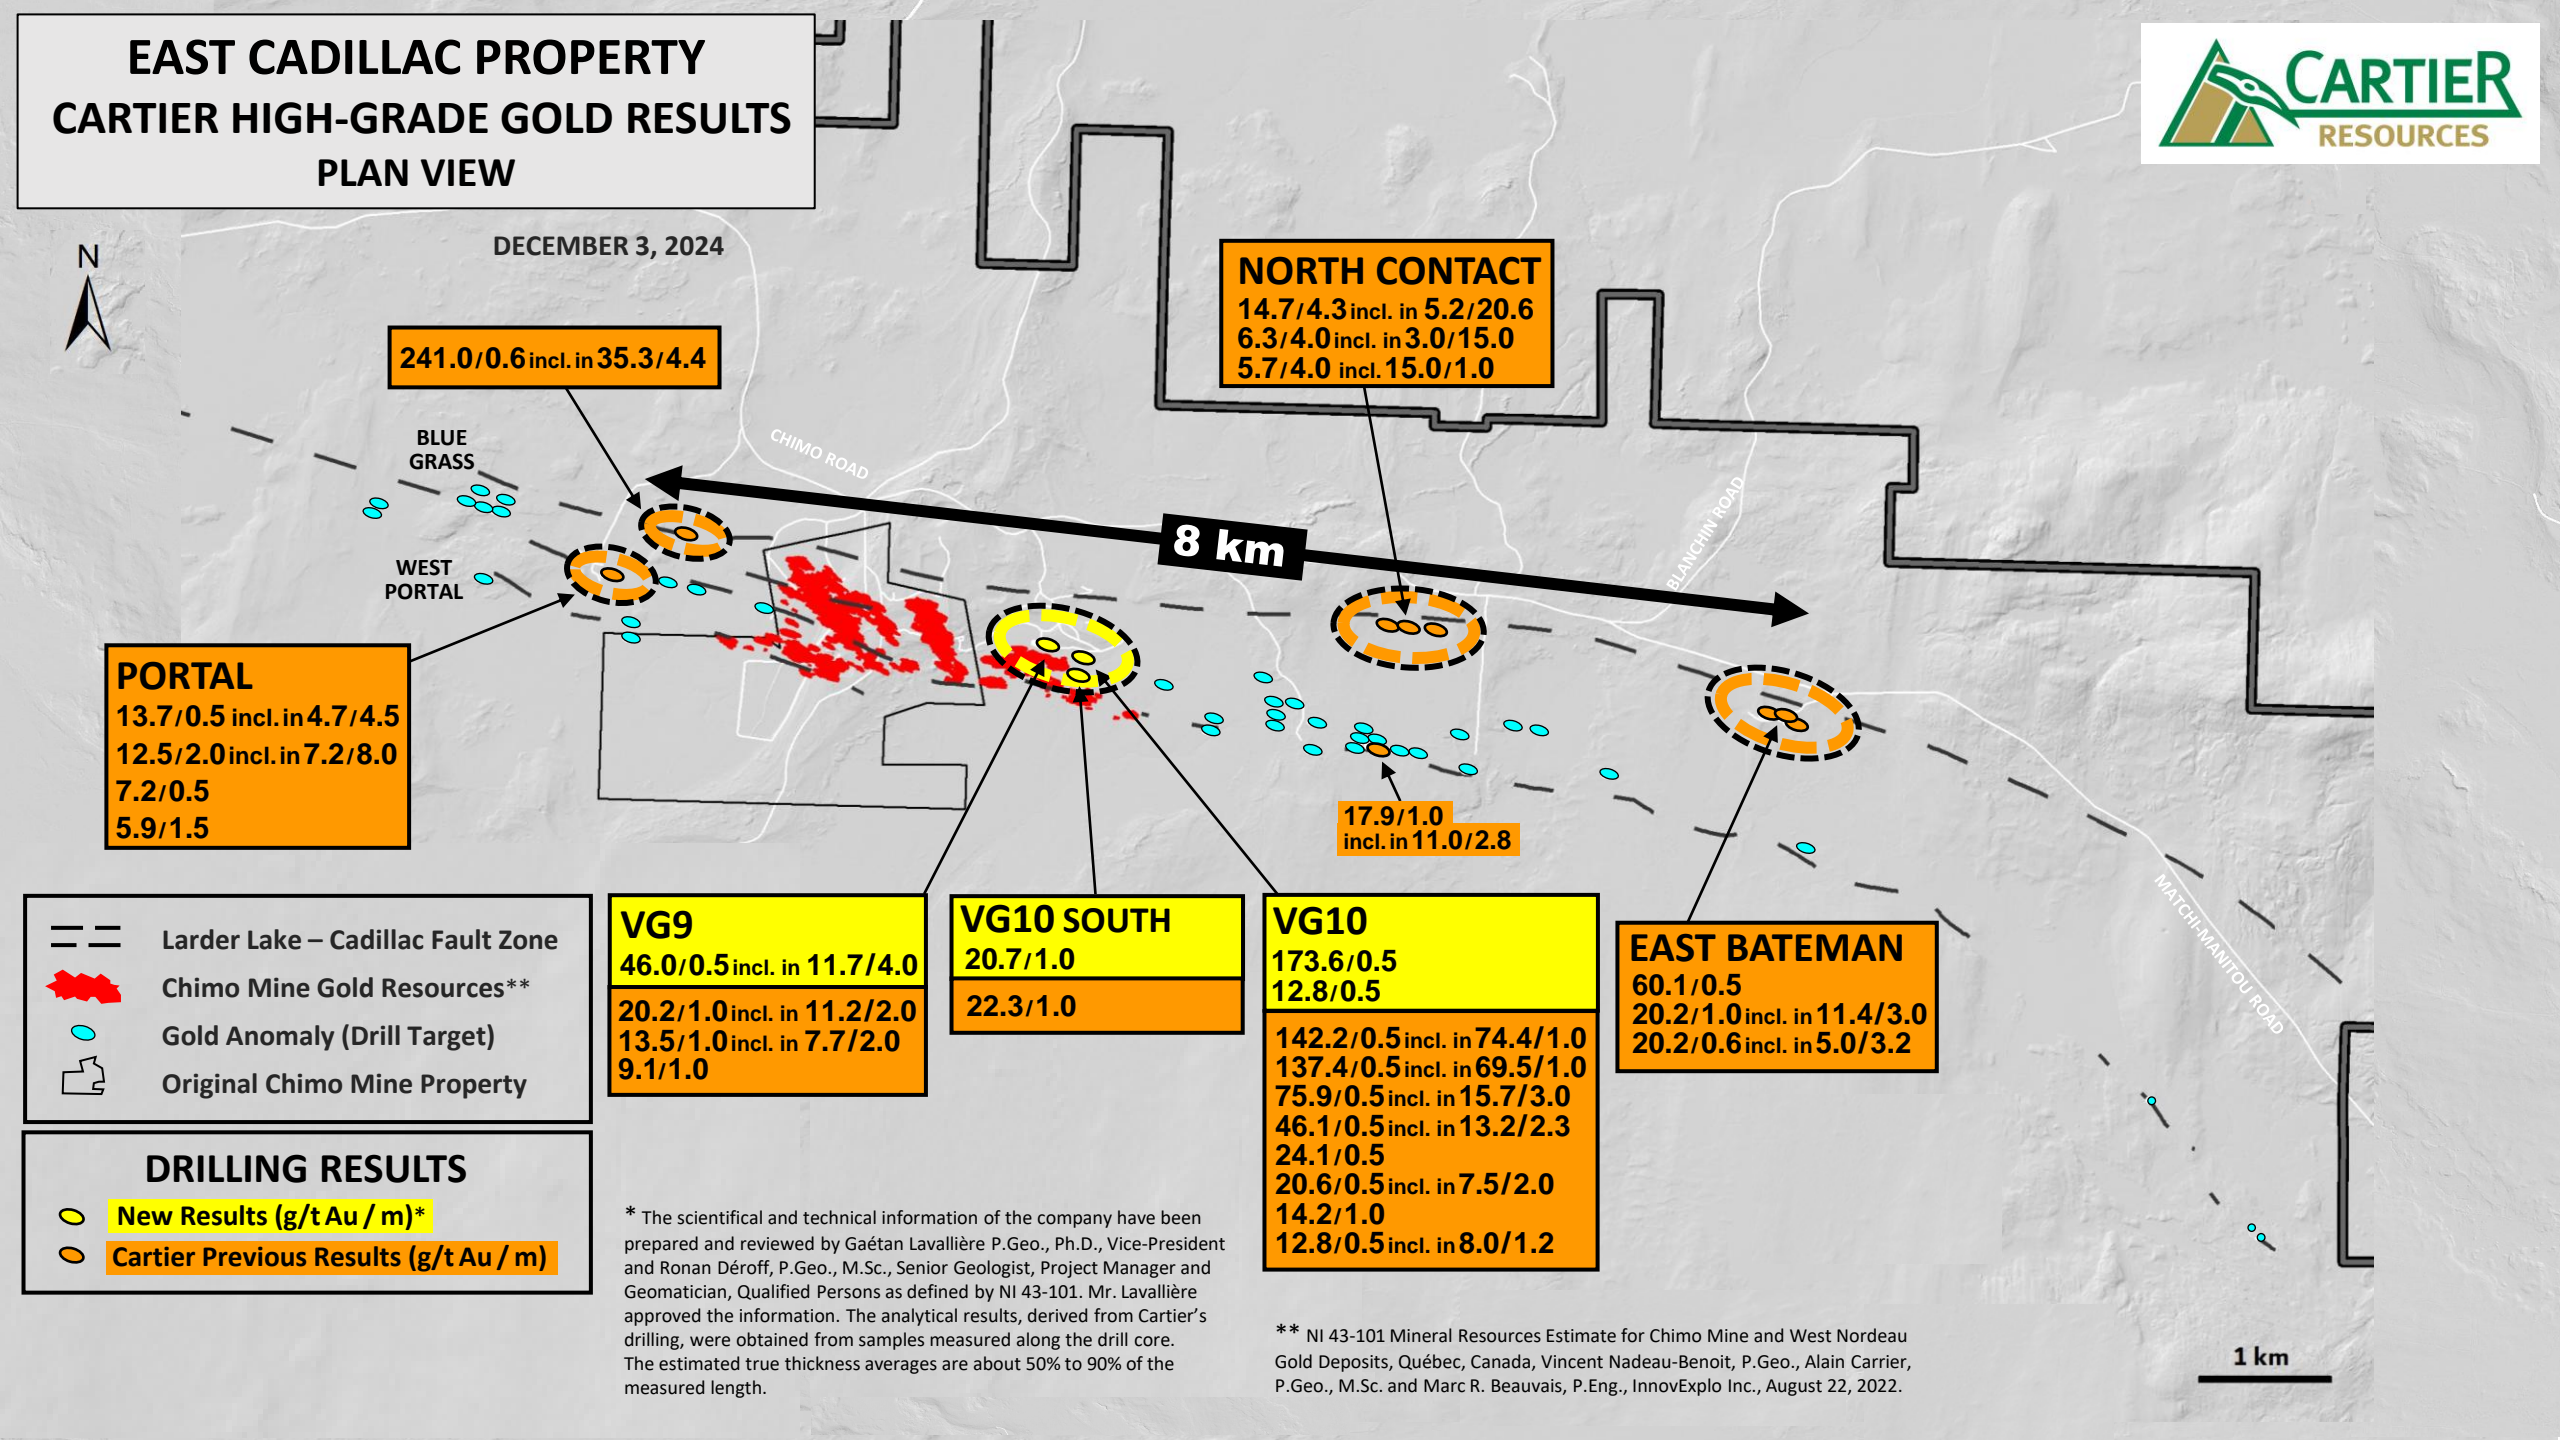 EAST CADILLAC PROPERTY
CARTIER HIGH-GRADE GOLD RESULTS
PLAN VIEW
CARTIER
RESOURCES
DECEMBER 3, 2024
N
NORTH CONTACT
14.7/4.3 incl. in 5.2/20.6
6.3/4.0 incl. in 3.0/15.0
5.7/4.0 incl. 15.0/1.0
241.0/0.6 incl. in 35.3/4.4
BLUE
GRASS
CHIMO ROAD
8 km
BLANCHIN ROAD
WEST
PORTAL
PORTAL
13.7/0.5 incl. in 4.7/4.5
12.5/2.0 incl. in 7.2/8.0
7.2/0.5
5.9/1.5
17.9/1.0
incl. in 11.0/2.8
MATCHI-MANITOU ROAD
Larder Lake – Cadillac Fault Zone
Chimo Mine Gold Resources**
Gold Anomaly (Drill Target)
Original Chimo Mine Property
VG9
46.0/0.5 incl. in 11.7/4.0
20.2/1.0 incl. in 11.2/2.0
13.5/1.0 incl. in 7.7/2.0
9.1/1.0
VG10 SOUTH
20.7/1.0
22.3/1.0
VG10
173.6/0.5
12.8/0.5
142.2/0.5 incl. in 74.4/1.0
137.4/0.5 incl. in 69.5/1.0
75.9/0.5 incl. in 15.7/3.0
46.1/0.5 incl. in 13.2/2.3
24.1/0.5
20.6/0.5 incl. in 7.5/2.0
14.2/1.0
12.8/0.5 incl. in 8.0/1.2
EAST BATEMAN
60.1/0.5
20.2/1.0 incl. in 11.4/3.0
20.2/0.6 incl. in 5.0/3.2
DRILLING RESULTS
New Results (g/t Au / m)*
Cartier Previous Results (g/t Au / m)
* The scientifical and technical information of the company have been
prepared and reviewed by Gaétan Lavallière P.Geo., Ph.D., Vice-President
and Ronan Déroff, P.Geo., M.Sc., Senior Geologist, Project Manager and
Geomatician, Qualified Persons as defined by NI 43-101. Mr. Lavallière
approved the information. The analytical results, derived from Cartier's
drilling, were obtained from samples measured along the drill core.
The estimated true thickness averages are about 50% to 90% of the
measured length.
** NI 43-101 Mineral Resources Estimate for Chimo Mine and West Nordeau
Gold Deposits, Québec, Canada, Vincent Nadeau-Benoit, P.Geo., Alain Carrier,
P.Geo., M.Sc. and Marc R. Beauvais, P.Eng., InnovExplo Inc., August 22, 2022.
1 km